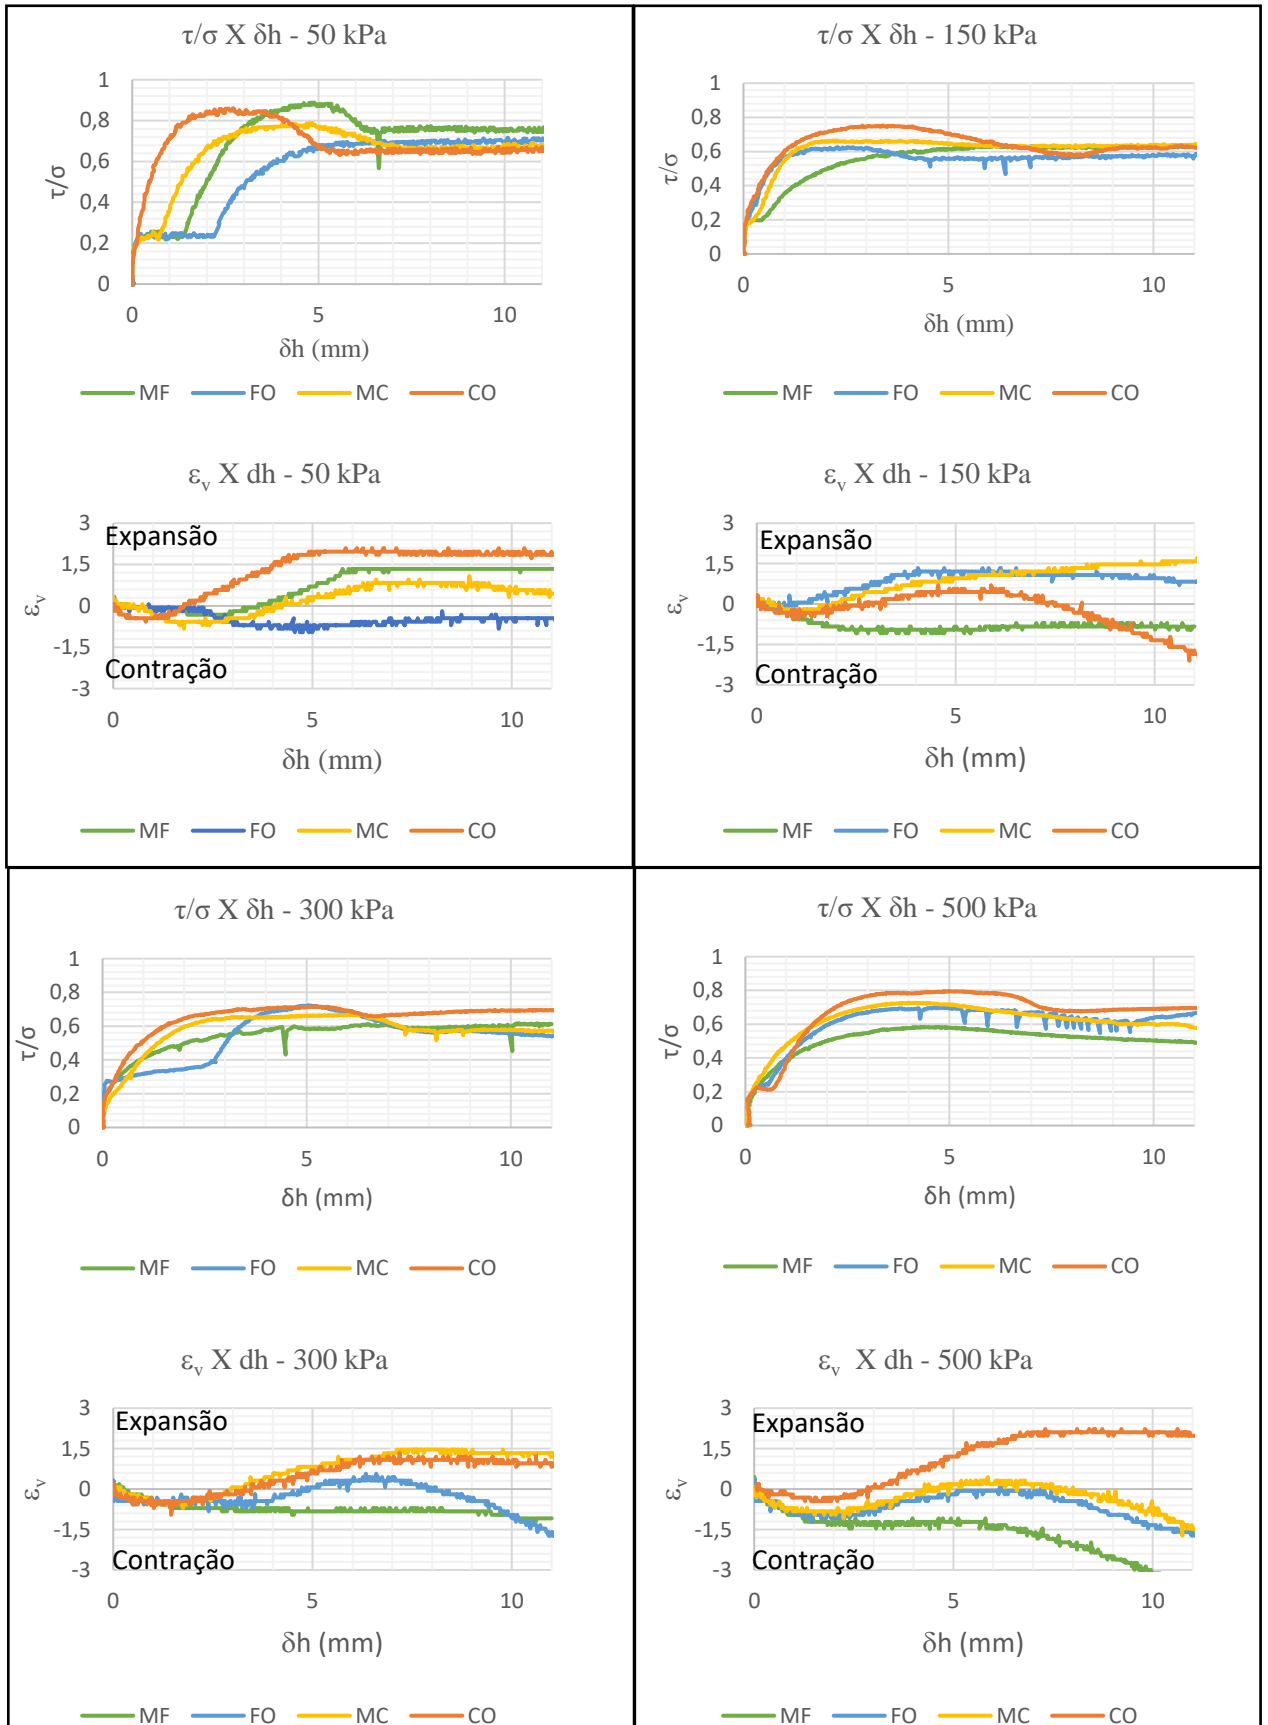 τ/σ X δh - 50 kPa
1
0,8
0,6
0,4
0,2
0
τ/σ
0 5 10
δh (mm)
MF FO MC CO
εv X dh - 50 kPa
3
1,5
0
-1,5
-3
εv
Expansão
Contração
0 5 10
δh (mm)
MF FO MC CO
τ/σ X δh - 150 kPa
1
0,8
0,6
0,4
0,2
0
τ/σ
0 5 10
δh (mm)
MF FO MC CO
εv X dh - 150 kPa
3
1,5
0
-1,5
-3
εv
Expansão
Contração
0 5 10
δh (mm)
MF FO MC CO
τ/σ X δh - 300 kPa
1
0,8
0,6
0,4
0,2
0
τ/σ
0 5 10
δh (mm)
MF FO MC CO
εv X dh - 300 kPa
3
1,5
0
-1,5
-3
εv
Expansão
Contração
0 5 10
δh (mm)
MF FO MC CO
τ/σ X δh - 500 kPa
1
0,8
0,6
0,4
0,2
0
τ/σ
0 5 10
δh (mm)
MF FO MC CO
εv X dh - 500 kPa
3
1,5
0
-1,5
-3
εv
Expansão
Contração
0 5 10
δh (mm)
MF FO MC CO